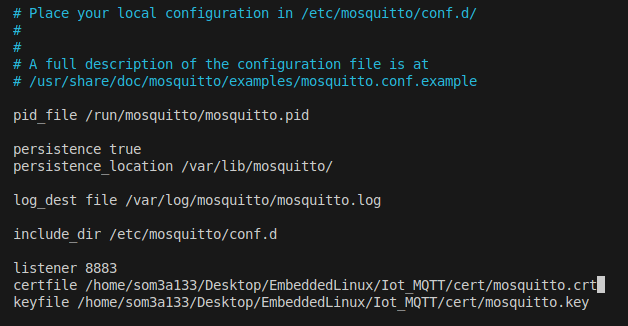 # Place your local configuration in /etc/mosquitto/conf.d/
#
#
# A full description of the configuration file is at
# /usr/share/doc/mosquitto/examples/mosquitto.conf.example
pid_file /run/mosquitto/mosquitto.pid
persistence true
persistence_location /var/lib/mosquitto/
log_dest file /var/log/mosquitto/mosquitto.log
include_dir /etc/mosquitto/conf.d
listener 8883
certfile /home/som3a133/Desktop/EmbeddedLinux/Iot_MQTT/cert/mosquitto.crt
keyfile /home/som3a133/Desktop/EmbeddedLinux/Iot_MQTT/cert/mosquitto.key